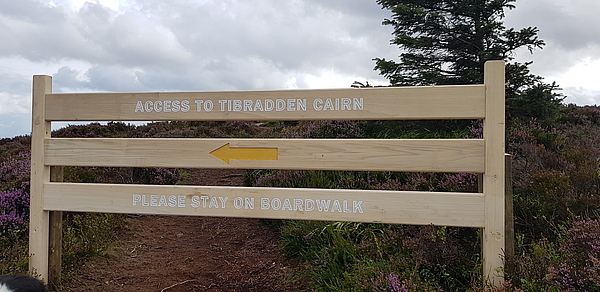 ACCESS TO TIBRADDEN CAIRN
PLEASE STAY ON BOARDWALK